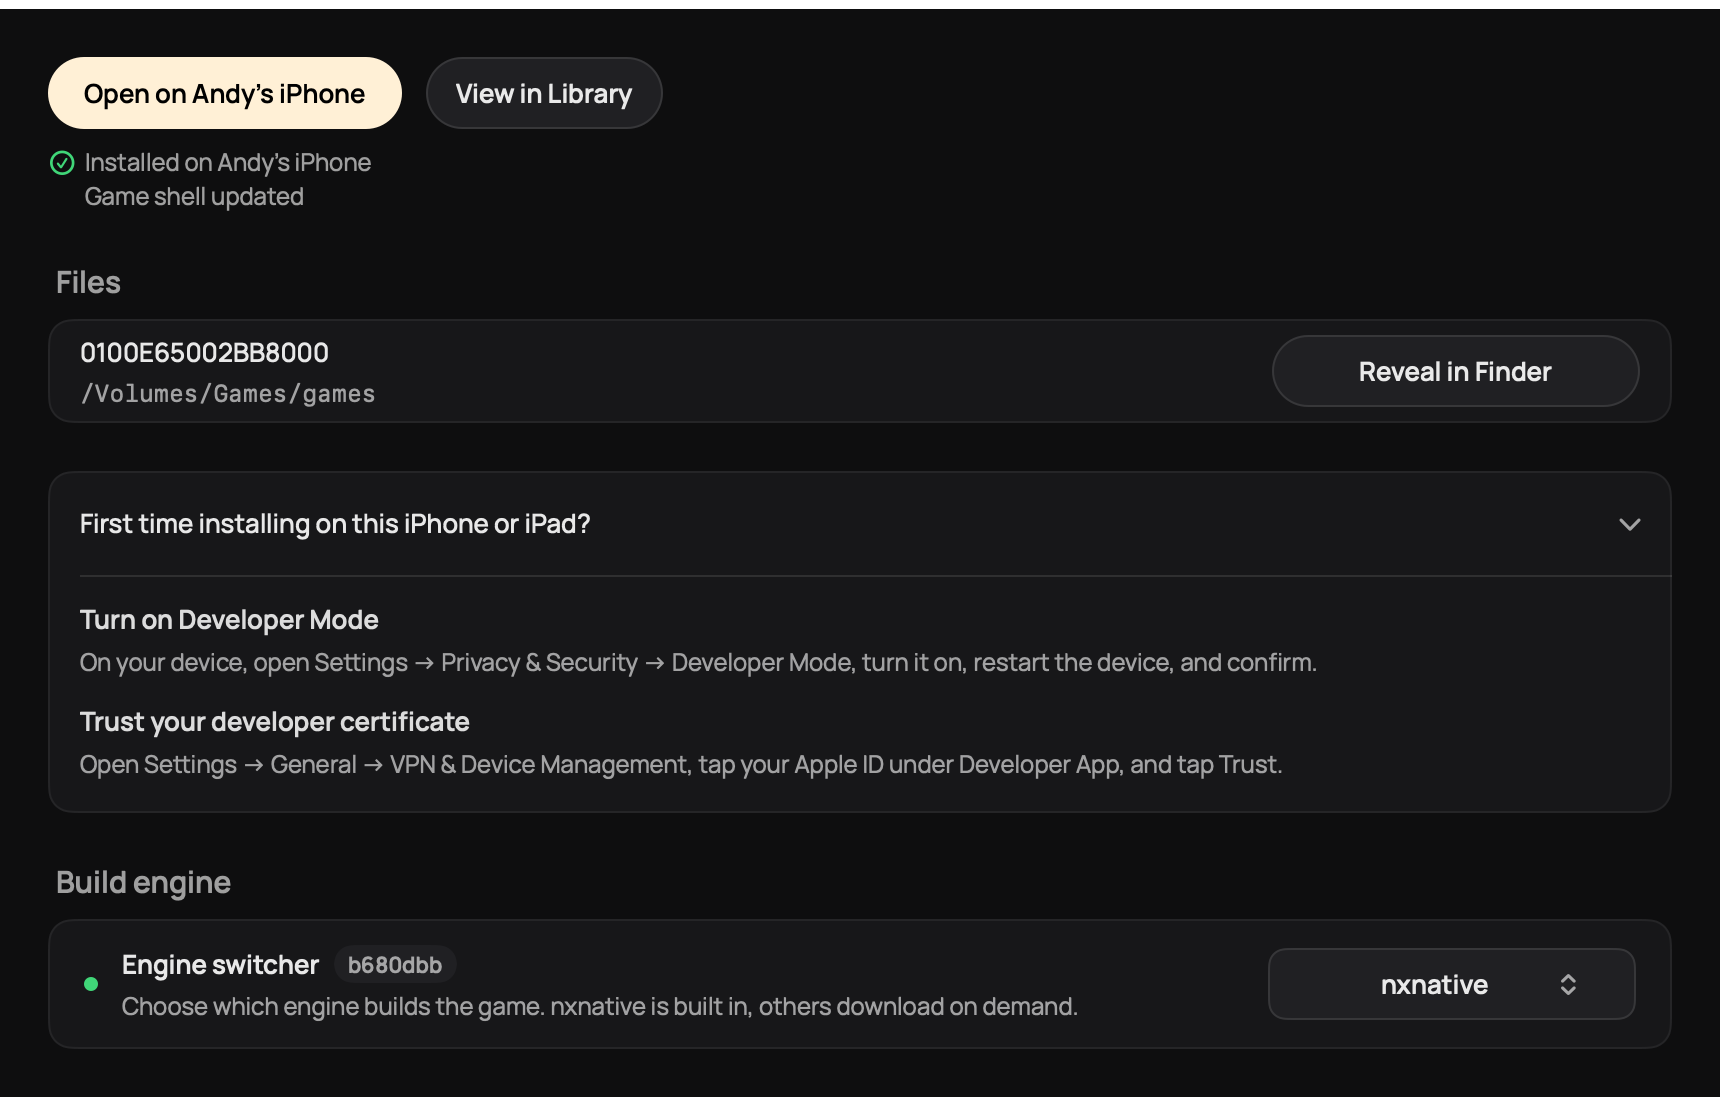 Open on Andy’s iPhone
View in Library
Installed on Andy’s iPhone
Game shell updated
Files
0100E65002BB8000
/Volumes/Games/games
Reveal in Finder
First time installing on this iPhone or iPad?
Turn on Developer Mode
On your device, open Settings → Privacy & Security → Developer Mode, turn it on, restart the device, and confirm.
Trust your developer certificate
Open Settings → General → VPN & Device Management, tap your Apple ID under Developer App, and tap Trust.
Build engine
Engine switcher b680dbb
Choose which engine builds the game. nxnative is built in, others download on demand.
nxnative